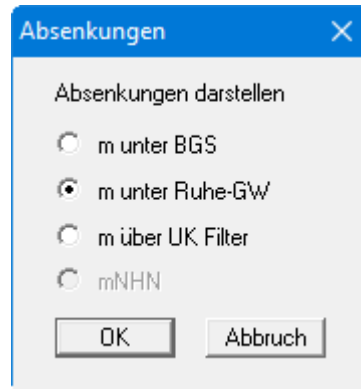 Absenkungen
Absenkungen darstellen
m unter BGS
m unter Ruhe-GW
m über UK Filter
mNHN
OK Abbruch